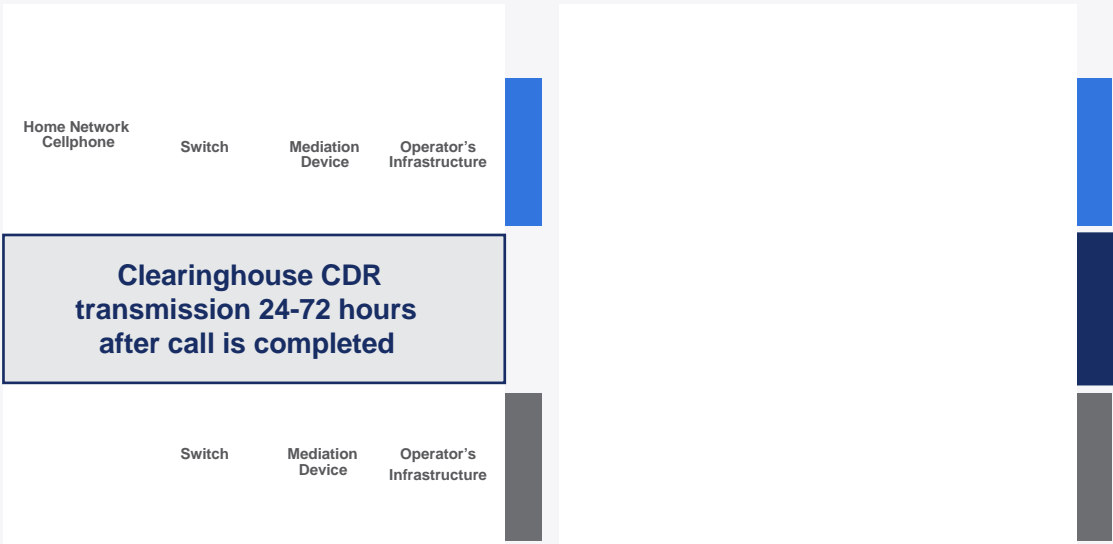 Home Network
Cellphone
Switch
Mediation
Device
Operator’s
Infrastructure
Clearinghouse CDR
transmission 24-72 hours
after call is completed
Switch
Mediation
Device
Operator’s
Infrastructure